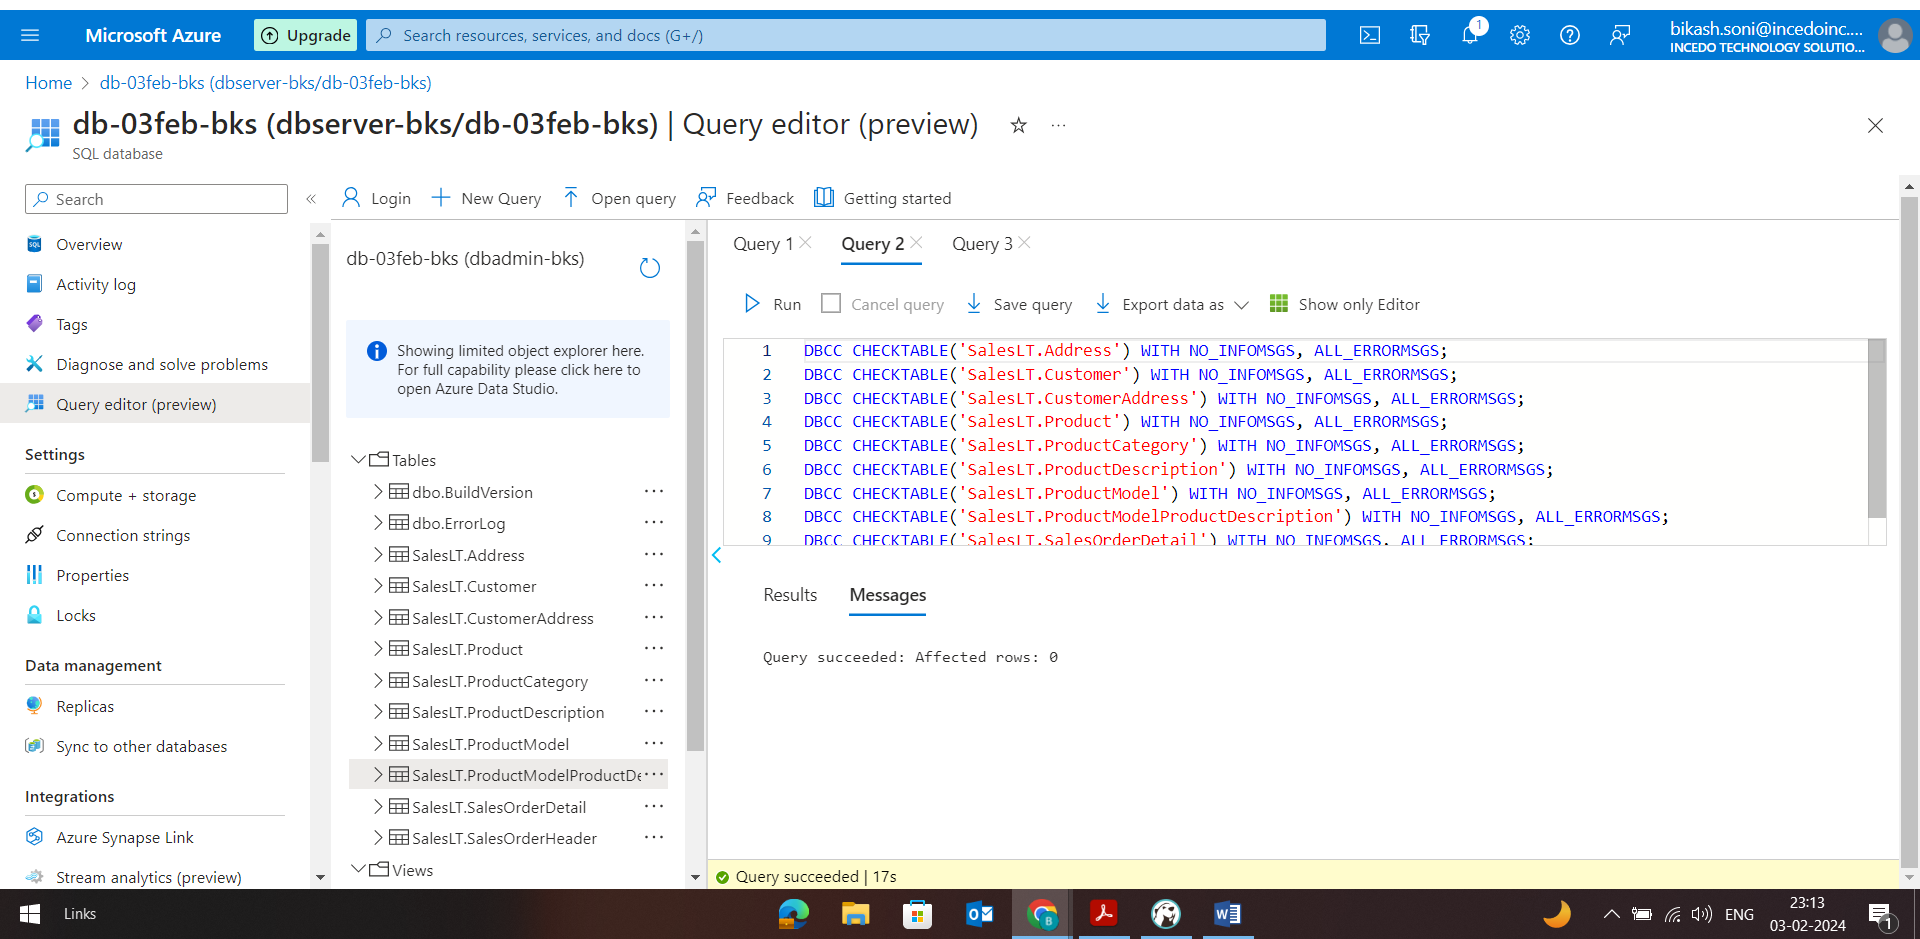 Microsoft Azure
Upgrade
Search resources, services, and docs (G+/)
1
bikash.soni@incedoinc....
INCEDO TECHNOLOGY SOLUTIO...
Home > db-03feb-bks (dbserver-bks/db-03feb-bks)
db-03feb-bks (dbserver-bks/db-03feb-bks) | Query editor (preview)
SQL database
Search
Overview
Activity log
Tags
Diagnose and solve problems
Query editor (preview)
Settings
Compute + storage
Connection strings
Properties
Locks
Data management
Replicas
Sync to other databases
Integrations
Azure Synapse Link
Stream analytics (preview)
Login
New Query
Open query
Feedback
Getting started
db-03feb-bks (dbadmin-bks)
Showing limited object explorer here.
For full capability please click here to
open Azure Data Studio.
Tables
dbo.BuildVersion
dbo.ErrorLog
SalesLT.Address
SalesLT.Customer
SalesLT.CustomerAddress
SalesLT.Product
SalesLT.ProductCategory
SalesLT.ProductDescription
SalesLT.ProductModel
SalesLT.ProductModelProductDe
SalesLT.SalesOrderDetail
SalesLT.SalesOrderHeader
Views
Query 1
Query 2
Query 3
Run
Cancel query
Save query
Export data as
Show only Editor
1 DBCC CHECKTABLE('SalesLT.Address') WITH NO_INFOMSGS, ALL_ERRORMSGS;
2 DBCC CHECKTABLE('SalesLT.Customer') WITH NO_INFOMSGS, ALL_ERRORMSGS;
3 DBCC CHECKTABLE('SalesLT.CustomerAddress') WITH NO_INFOMSGS, ALL_ERRORMSGS;
4 DBCC CHECKTABLE('SalesLT.Product') WITH NO_INFOMSGS, ALL_ERRORMSGS;
5 DBCC CHECKTABLE('SalesLT.ProductCategory') WITH NO_INFOMSGS, ALL_ERRORMSGS;
6 DBCC CHECKTABLE('SalesLT.ProductDescription') WITH NO_INFOMSGS, ALL_ERRORMSGS;
7 DBCC CHECKTABLE('SalesLT.ProductModel') WITH NO_INFOMSGS, ALL_ERRORMSGS;
8 DBCC CHECKTABLE('SalesLT.ProductModelProductDescription') WITH NO_INFOMSGS, ALL_ERRORMSGS;
9 DBCC CHECKTABLE('SalesLT.SalesOrderDetail') WITH NO_INFOMSGS, ALL_ERRORMSGS;
Results
Messages
Query succeeded: Affected rows: 0
Query succeeded | 17s
Links
ENG
23:13
03-02-2024
1